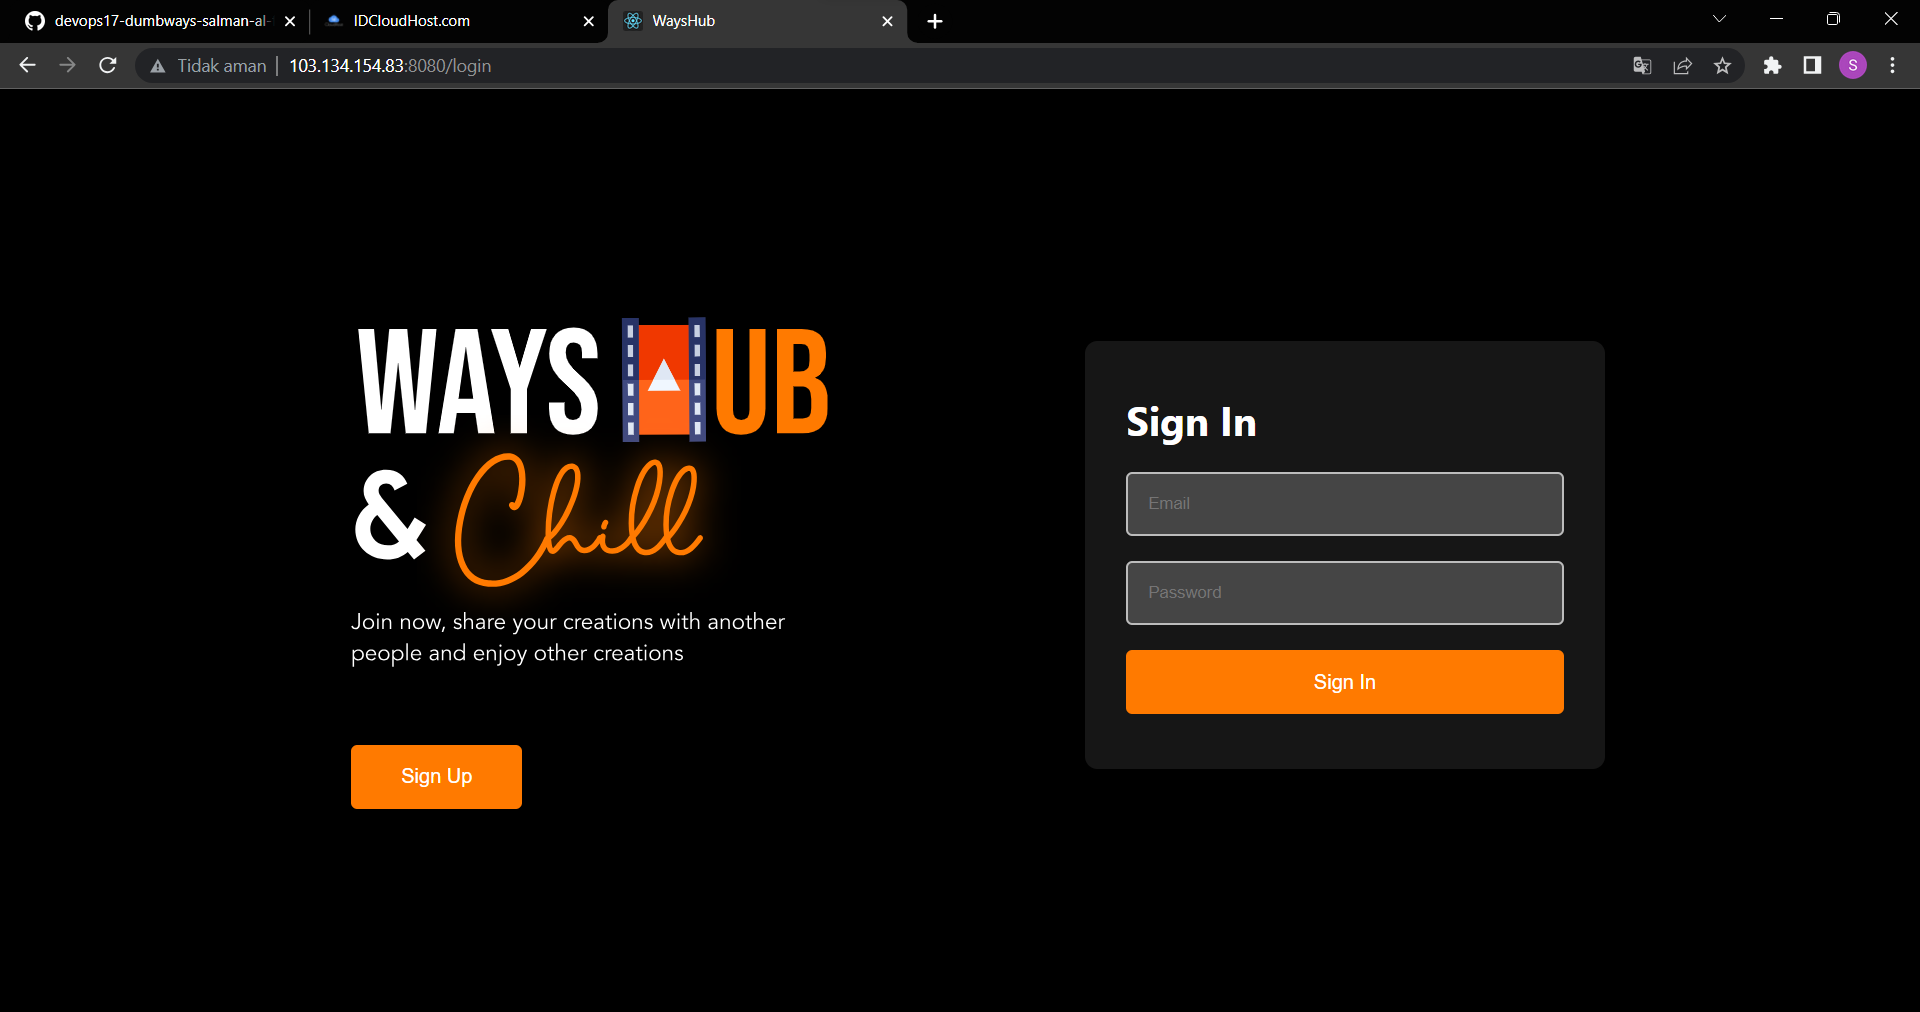 devops17-dumbways-salman-al-
IDCloudHost.com
WaysHub
Tidak aman
103.134.154.83:8080/login
S
WAYS UB
& Chill
Join now, share your creations with another
people and enjoy other creations
Sign Up
Sign In
Email
Password
Sign In